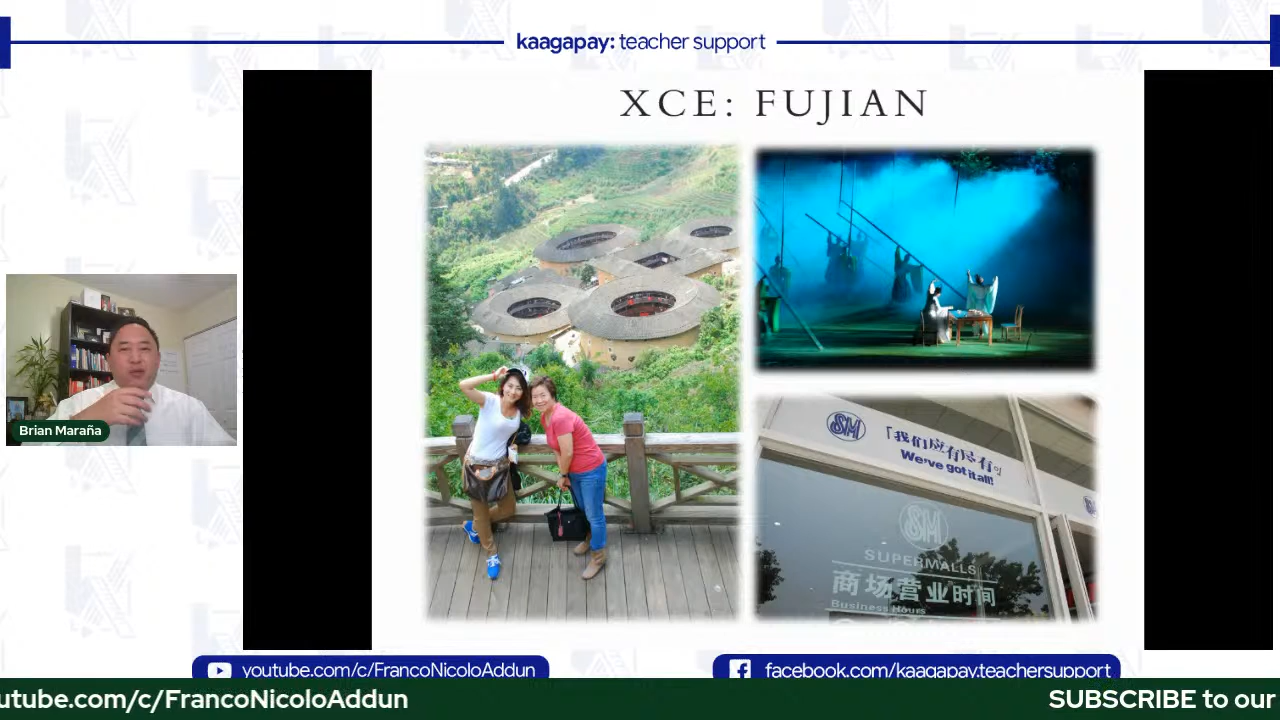 kaagapay: teacher support
XCE: FUJIAN
SM
「我们应有尽有」
We've got it all!
SM
SUPERMALLS
商场营业时间
Business Hours
Brian Maraña
youtube.com/c/FrancoNicoloAddun
facebook.com/kaagapay.teachersupport
utube.com/c/FrancoNicoloAddun
SUBSCRIBE to our